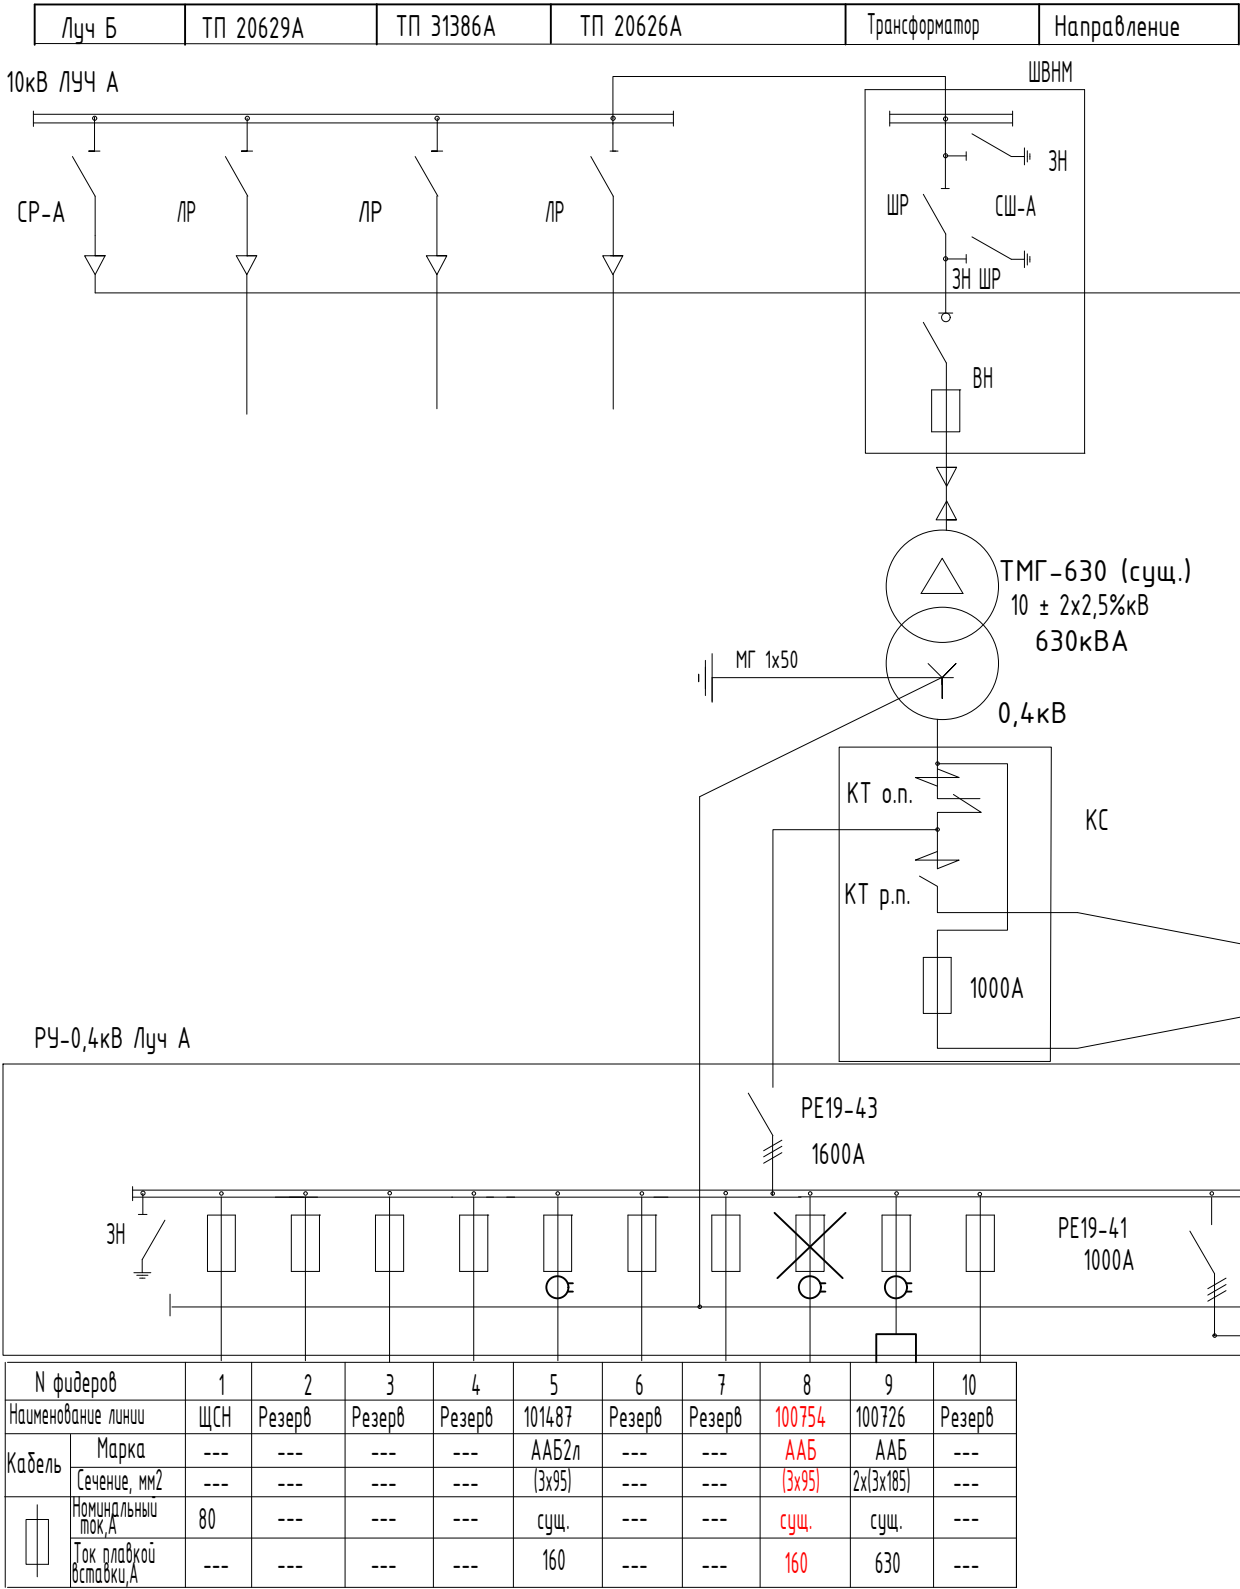 Луч Б ТП 20629А ТП 31386А ТП 20626А Трансформатор Направление
10кВ ЛУЧ А
ШВНМ
ЗН
СР-А ЛР ЛР ЛР ШР СШ-А
ЗН ШР
ВН
ТМГ-630 (сущ.)
10 ± 2х2,5%кВ
630кВА
МГ 1х50
0,4кВ
КТ о.п.
КС
КТ р.п.
1000А
РУ-0,4кВ Луч А
РЕ19-43
1600А
ЗН
РЕ19-41
1000А
N фидеров 1 2 3 4 5 6 7 8 9 10
Наименование линии ЩСН Резерв Резерв Резерв 101487 Резерв Резерв 100754 100726 Резерв
Кабель
Марка --- --- --- --- ААБ2л --- --- ААБ ААБ ---
Сечение, мм2 --- --- --- --- (3х95) --- --- (3х95) 2х(3х185) ---
Номинальный
ток,А 80 --- --- --- сущ. --- --- сущ. сущ. ---
Ток плавкой
вставки,А --- --- --- --- 160 --- --- 160 630 ---